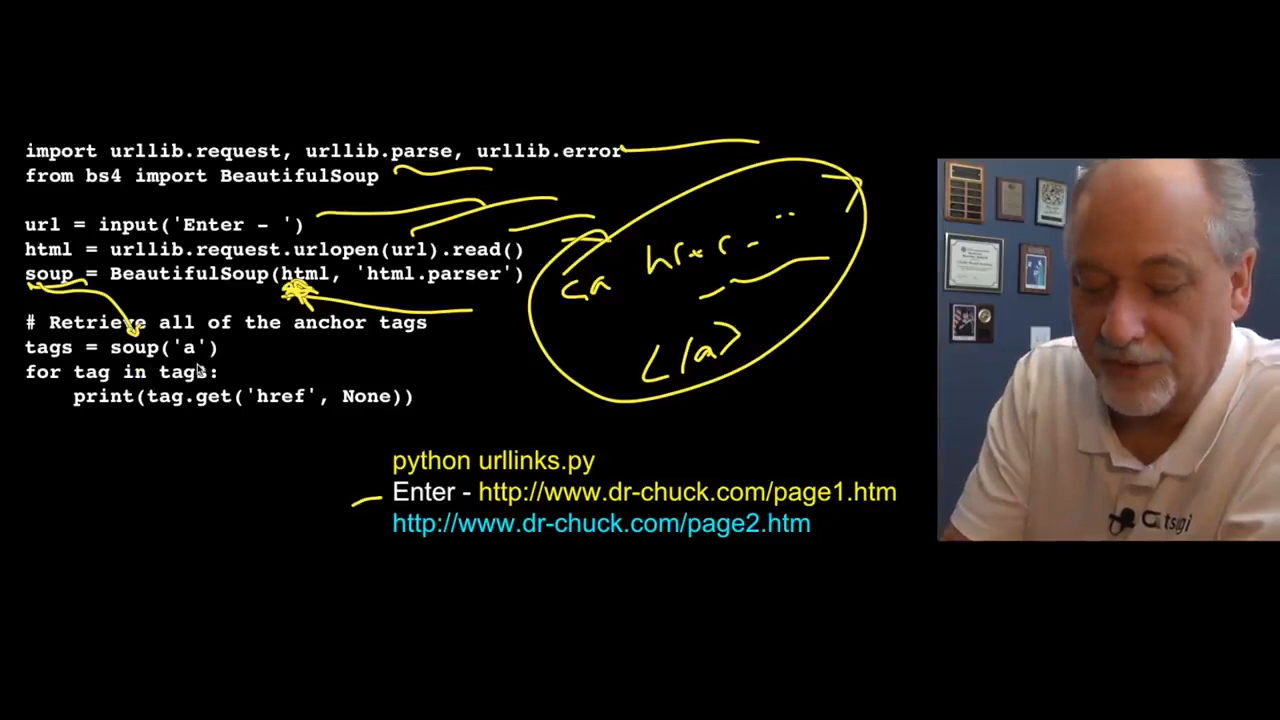 import urllib.request, urllib.parse, urllib.error
from bs4 import BeautifulSoup
url = input('Enter - ')
html = urllib.request.urlopen(url).read()
soup = BeautifulSoup(html, 'html.parser')
# Retrieve all of the anchor tags
tags = soup('a')
for tag in tags:
print(tag.get('href', None))
<a href
</a>
python urllinks.py
Enter - http://www.dr-chuck.com/page1.htm
http://www.dr-chuck.com/page2.htm
tsugi